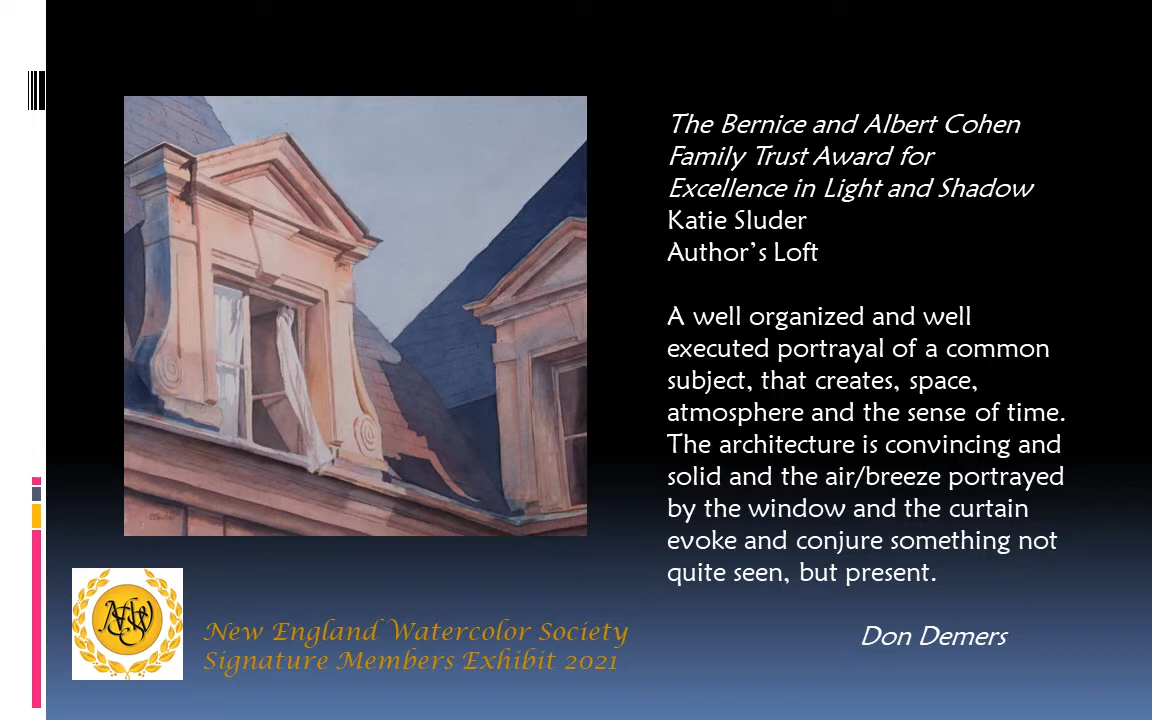 The Bernice and Albert Cohen
Family Trust Award for
Excellence in Light and Shadow
Katie Sluder
Author’s Loft
A well organized and well
executed portrayal of a common
subject, that creates, space,
atmosphere and the sense of time.
The architecture is convincing and
solid and the air/breeze portrayed
by the window and the curtain
evoke and conjure something not
quite seen, but present.
Don Demers
New England Watercolor Society
Signature Members Exhibit 2021